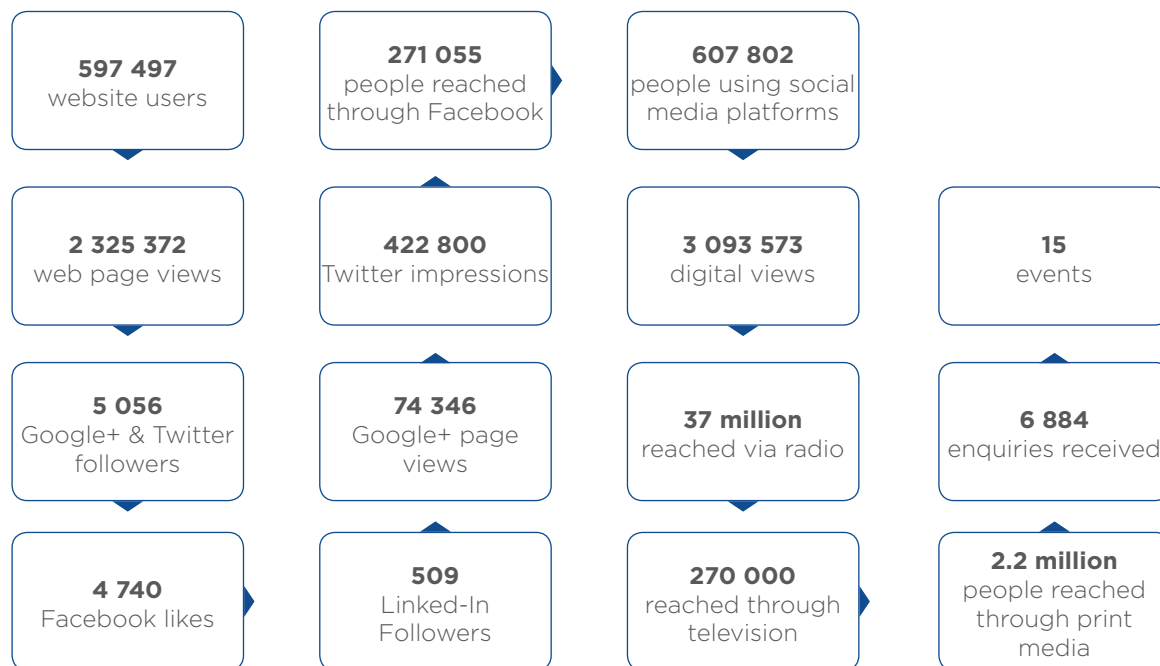 597 497
website users
2 325 372
web page views
5 056
Google+ & Twitter
followers
4 740
Facebook likes
509
Linked-In
Followers
74 346
Google+ page
views
422 800
Twitter impressions
271 055
people reached
through Facebook
607 802
people using social
media platforms
3 093 573
digital views
37 million
reached via radio
270 000
reached through
television
2.2 million
people reached
through print
media
6 884
enquiries received
15
events